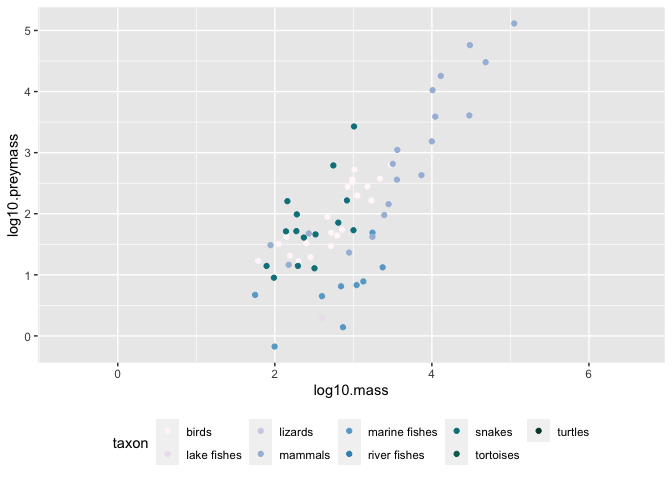 5
4
3
2
1
0
log10.preymass
0 2 4 6
log10.mass
taxon
birds lizards marine fishes snakes turtles
lake fishes mammals river fishes tortoises